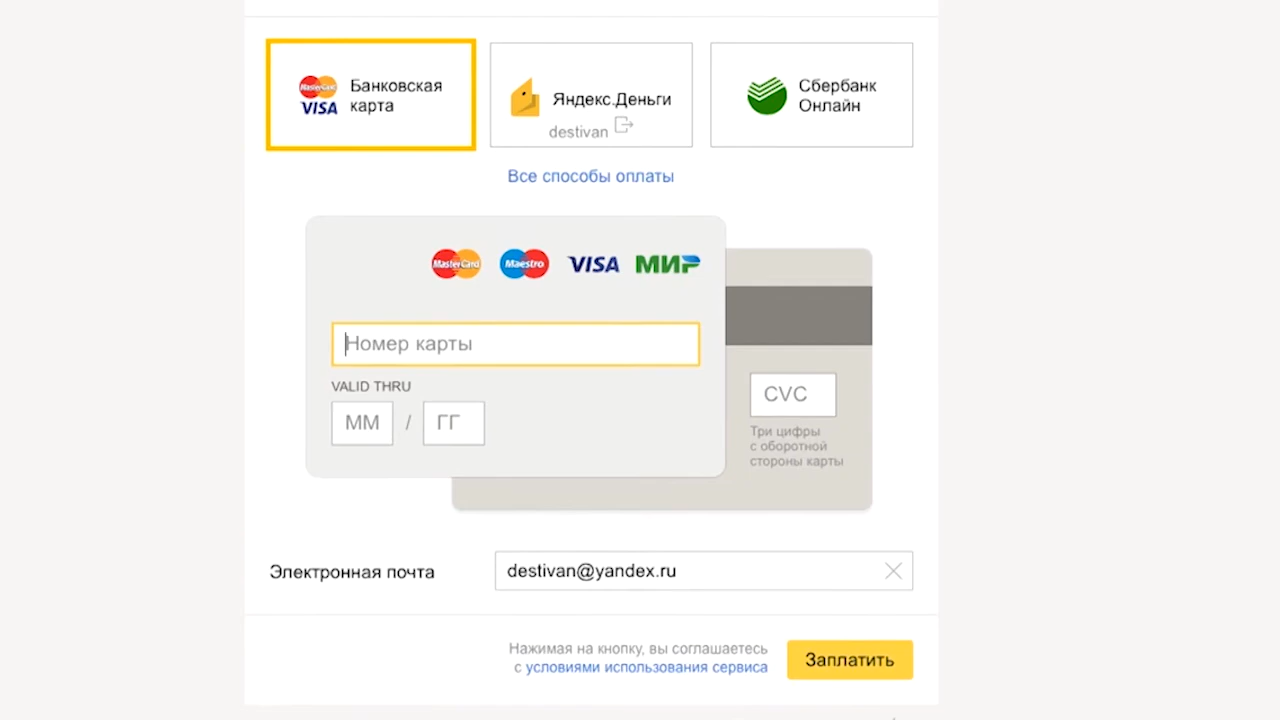 MasterCard
VISA
Банковская
карта
Яндекс.Деньги
destivan
Сбербанк
Онлайн
Все способы оплаты
MasterCard Maestro VISA МИР
Номер карты
VALID THRU
ММ / ГГ
CVC
Три цифры
с оборотной
стороны карты
Электронная почта destivan@yandex.ru
Нажимая на кнопку, вы соглашаетесь
с условиями использования сервиса
Заплатить